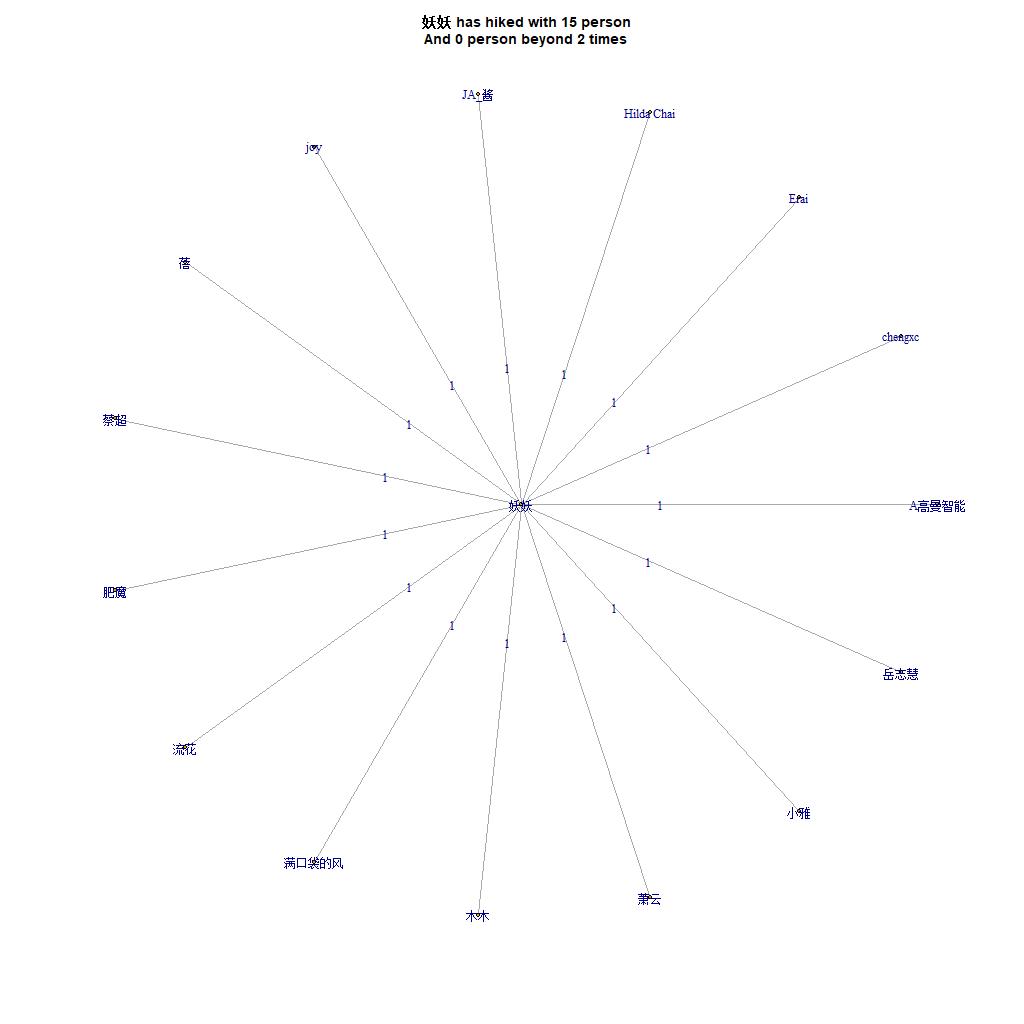 妖妖 has hiked with 15 person
And 0 person beyond 2 times
JA_酱
Hilda Chai
joy
Erai
蓓
chengxc
1
1
1
1
1
蔡超
1
1
1
妖妖
1
A高曼智能
1
1
肥魔
1
1
1
1
1
岳志慧
流花
小雅
满口袋的风
萧云
木木